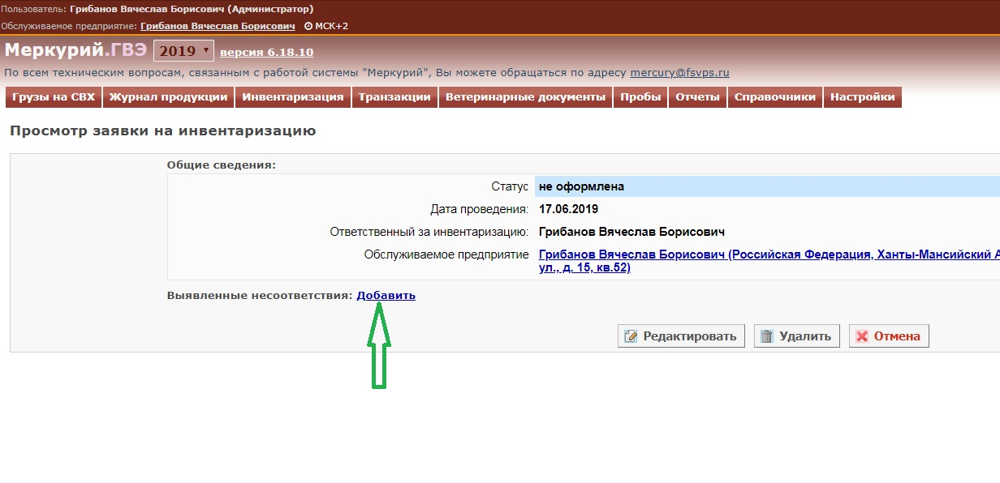 Пользователь: Грибанов Вячеслав Борисович (Администратор)
Обслуживаемое предприятие: Грибанов Вячеслав Борисович МСК+2
Меркурий.ГВЭ 2019 версия 6.18.10
По всем техническим вопросам, связанным с работой системы "Меркурий", Вы можете обращаться по адресу mercury@fsvps.ru
Грузы на СВХ Журнал продукции Инвентаризация Транзакции Ветеринарные документы Пробы Отчеты Справочники Настройки
Просмотр заявки на инвентаризацию
Общие сведения:
Статус не оформлена
Дата проведения: 17.06.2019
Ответственный за инвентаризацию: Грибанов Вячеслав Борисович
Обслуживаемое предприятие Грибанов Вячеслав Борисович (Российская Федерация, Ханты-Мансийский А
ул., д. 15, кв.52)
Выявленные несоответствия: Добавить
Редактировать Удалить Отмена